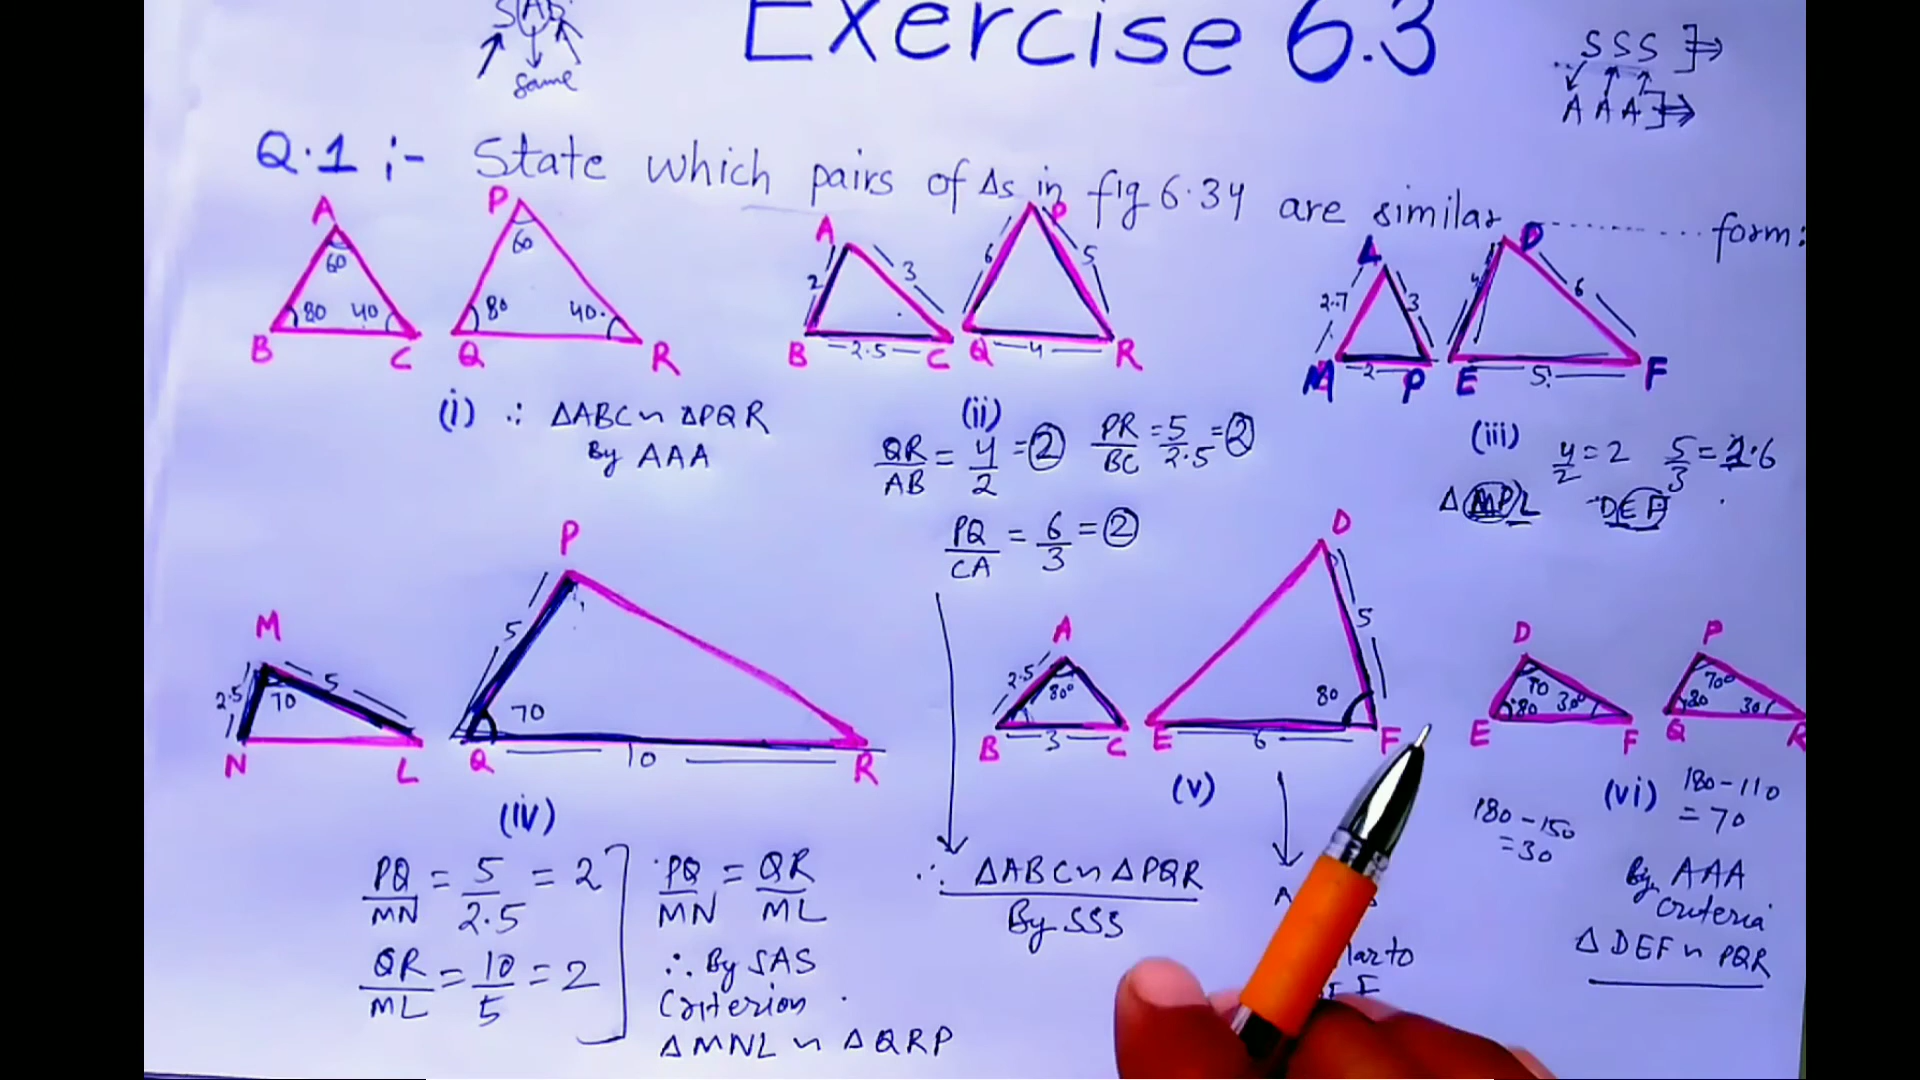 SAS
same
Exercise 6.3
SSS
AAA
Q.1 :- State which pairs of Δs in fig 6.34 are similar ........... form:
A
60
80 40
B C
P
60
80 40
Q R
A
2 3
B 2.5 C
P
6 5
Q 4 R
L
2.7 3
M 2 P
D
4 6
E 5 F
(i) ∴ ΔABC ~ ΔPQR
By AAA
(ii)
QR/AB = 4/2 = 2 PR/BC = 5/2.5 = 2
PQ/CA = 6/3 = 2
(iii) 4/2 = 2 5/3 =
Δ MPL DEF
M
2.5 5
70
N L
P
5
70
Q 10 R
(iv)
PQ/MN = 5/2.5 = 2
QR/ML = 10/5 = 2
PQ/MN = QR/ML
∴ By SAS
Criterion
ΔMNL ~ ΔQRP
∴ ΔABC ~ ΔPQR
By SSS
A
2.5
80°
B 3 C
D
5
80
E 6 F
(v)
D
70
80 30°
E F
P
70°
80 30
Q R
(vi)
180-150
=30
180-110
=70
By AAA
Criteria
Δ DEF ~ PQR